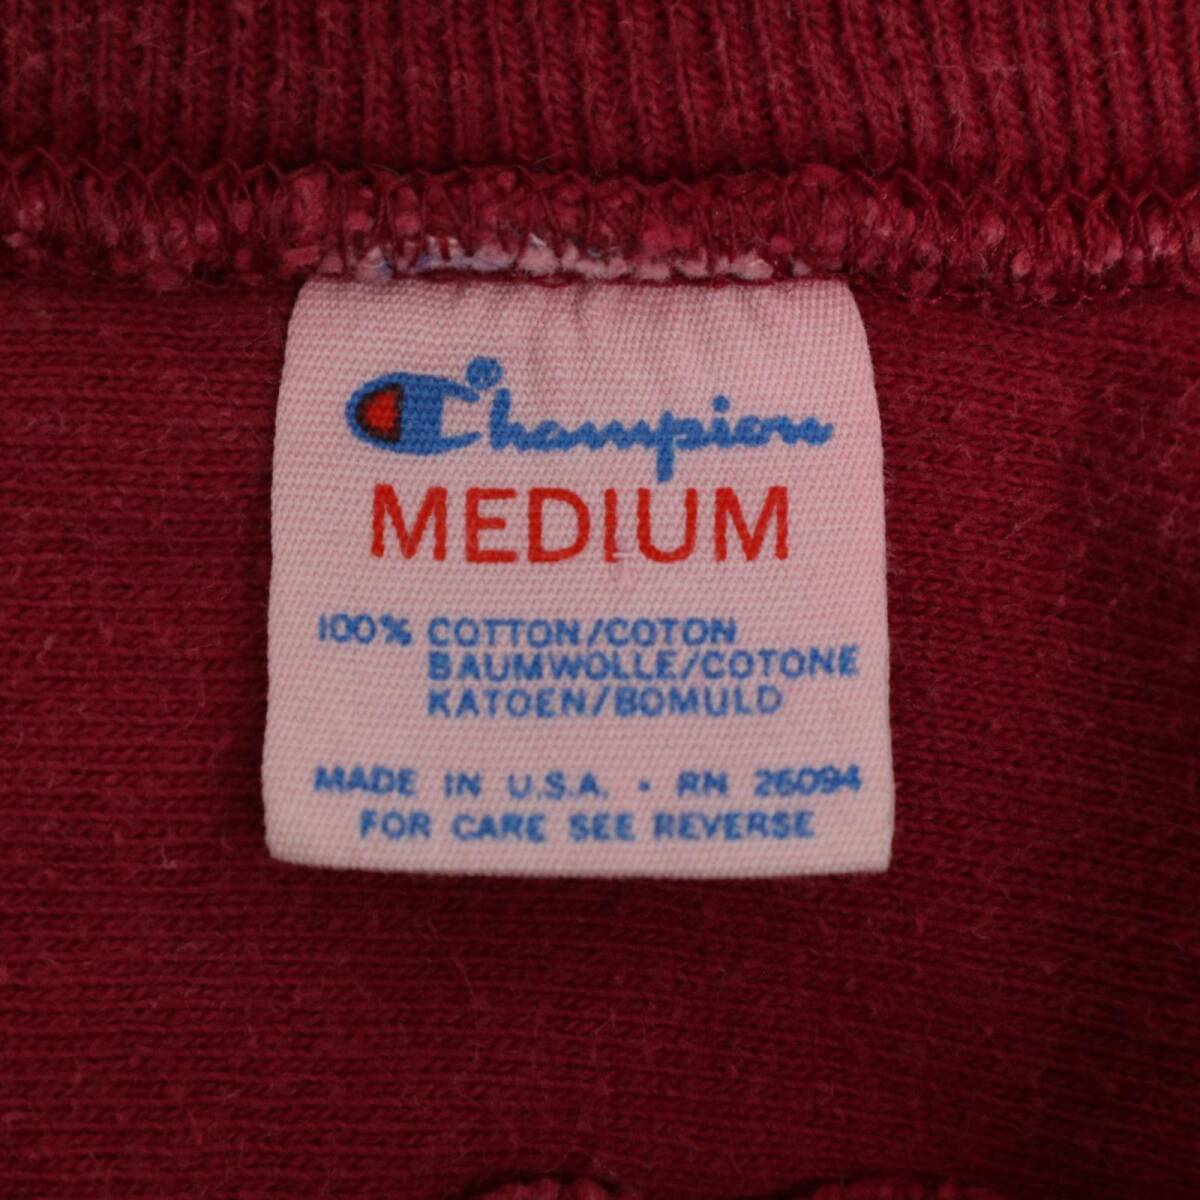 Champion
MEDIUM
100% COTTON/COTON
BAUMWOLLE/COTONE
KATOEN/BOMULD
MADE IN U.S.A. · RN 26094
FOR CARE SEE REVERSE